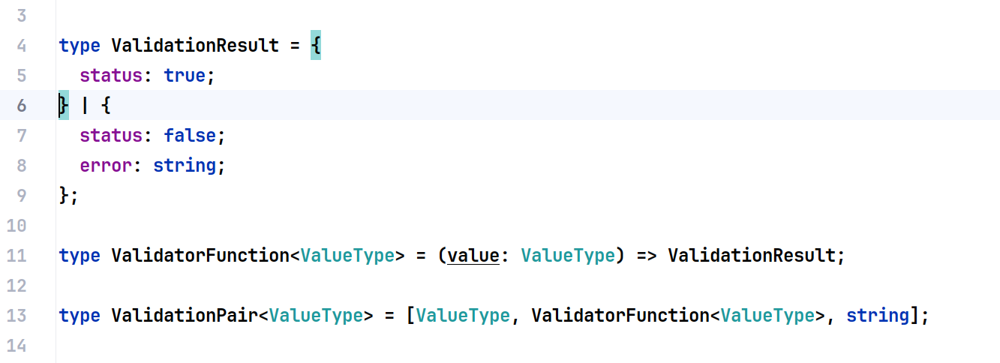 3
4 type ValidationResult = {
5   status: true;
6 } | {
7   status: false;
8   error: string;
9 };
10
11 type ValidatorFunction<ValueType> = (value: ValueType) => ValidationResult;
12
13 type ValidationPair<ValueType> = [ValueType, ValidatorFunction<ValueType>, string];
14